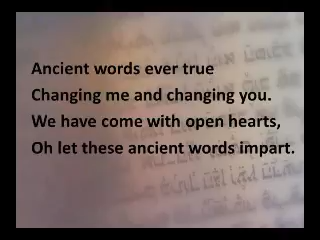 Ancient words ever true
Changing me and changing you.
We have come with open hearts,
Oh let these ancient words impart.